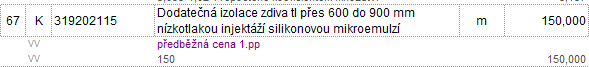 67 K 319202115 Dodatečná izolace zdiva tl přes 600 do 900 mm m 150,000
nízkotlakou injektáží silikonovou mikroemulzí
VV předběžná cena 1.pp
VV 150 150,000